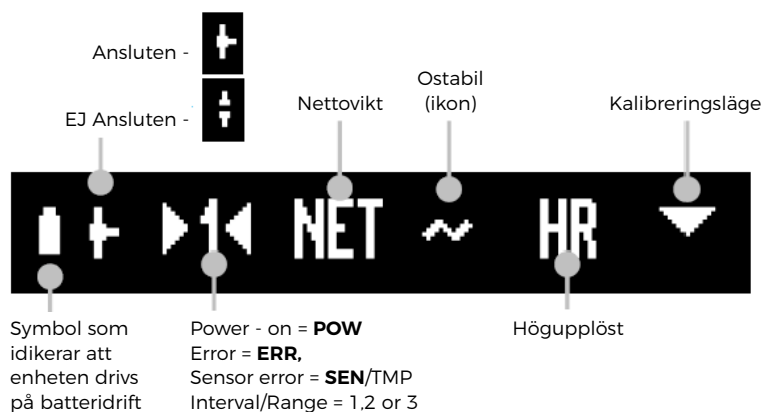 Ansluten -
EJ Ansluten -
Nettovikt
Ostabil
(ikon)
Kalibreringsläge
1
NET
HR
Symbol som
idikerar att
enheten drivs
på batteridrift
Power - on = POW
Error = ERR,
Sensor error = SEN/TMP
Interval/Range = 1,2 or 3
Högupplöst